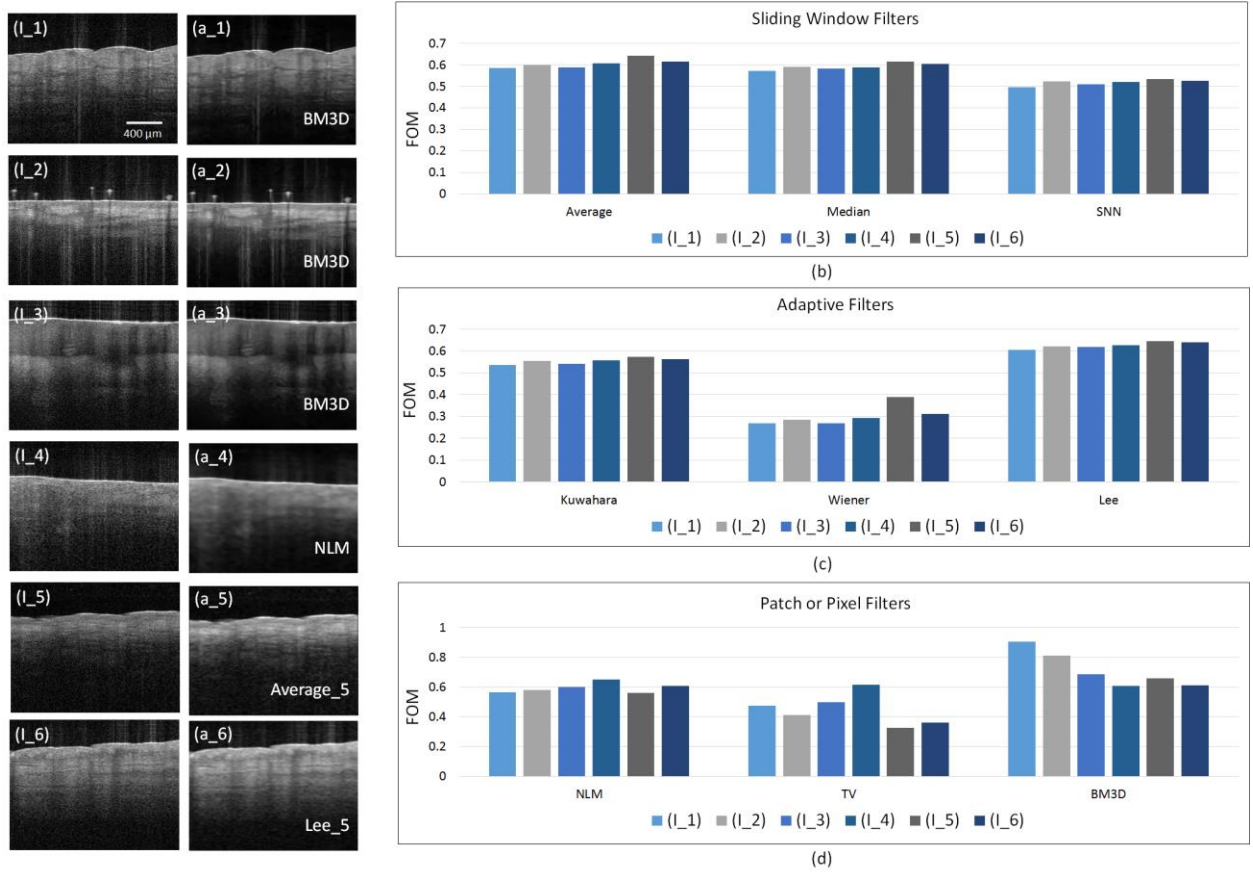 (I_1) (a_1)
400 µm
BM3D
(I_2) (a_2)
BM3D
(I_3) (a_3)
BM3D
(I_4) (a_4)
NLM
(I_5) (a_5)
Average_5
(I_6) (a_6)
Lee_5
Sliding Window Filters
0.7
0.6
0.5
0.4
0.3
0.2
0.1
0
FOM
Average Median SNN
(I_1) (I_2) (I_3) (I_4) (I_5) (I_6)
(b)
Adaptive Filters
0.7
0.6
0.5
0.4
0.3
0.2
0.1
0
FOM
Kuwahara Wiener Lee
(I_1) (I_2) (I_3) (I_4) (I_5) (I_6)
(c)
Patch or Pixel Filters
1
0.8
0.6
0.4
0.2
0
FOM
NLM TV BM3D
(I_1) (I_2) (I_3) (I_4) (I_5) (I_6)
(d)